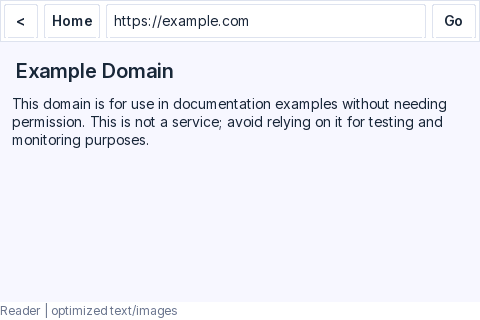 < Home https://example.com Go
Example Domain
This domain is for use in documentation examples without needing
permission. This is not a service; avoid relying on it for testing and
monitoring purposes.
Reader | optimized text/images